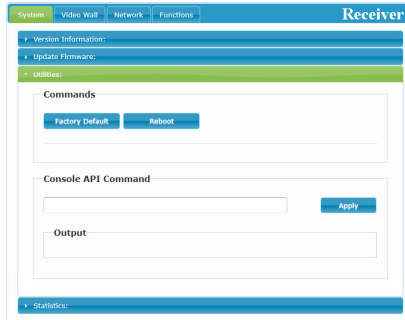 System Video Wall Network Functions Receiver
Version Information:
Update Firmware:
Utilities:
Commands
Factory Default Reboot
Console API Command
Apply
Output
Statistics: